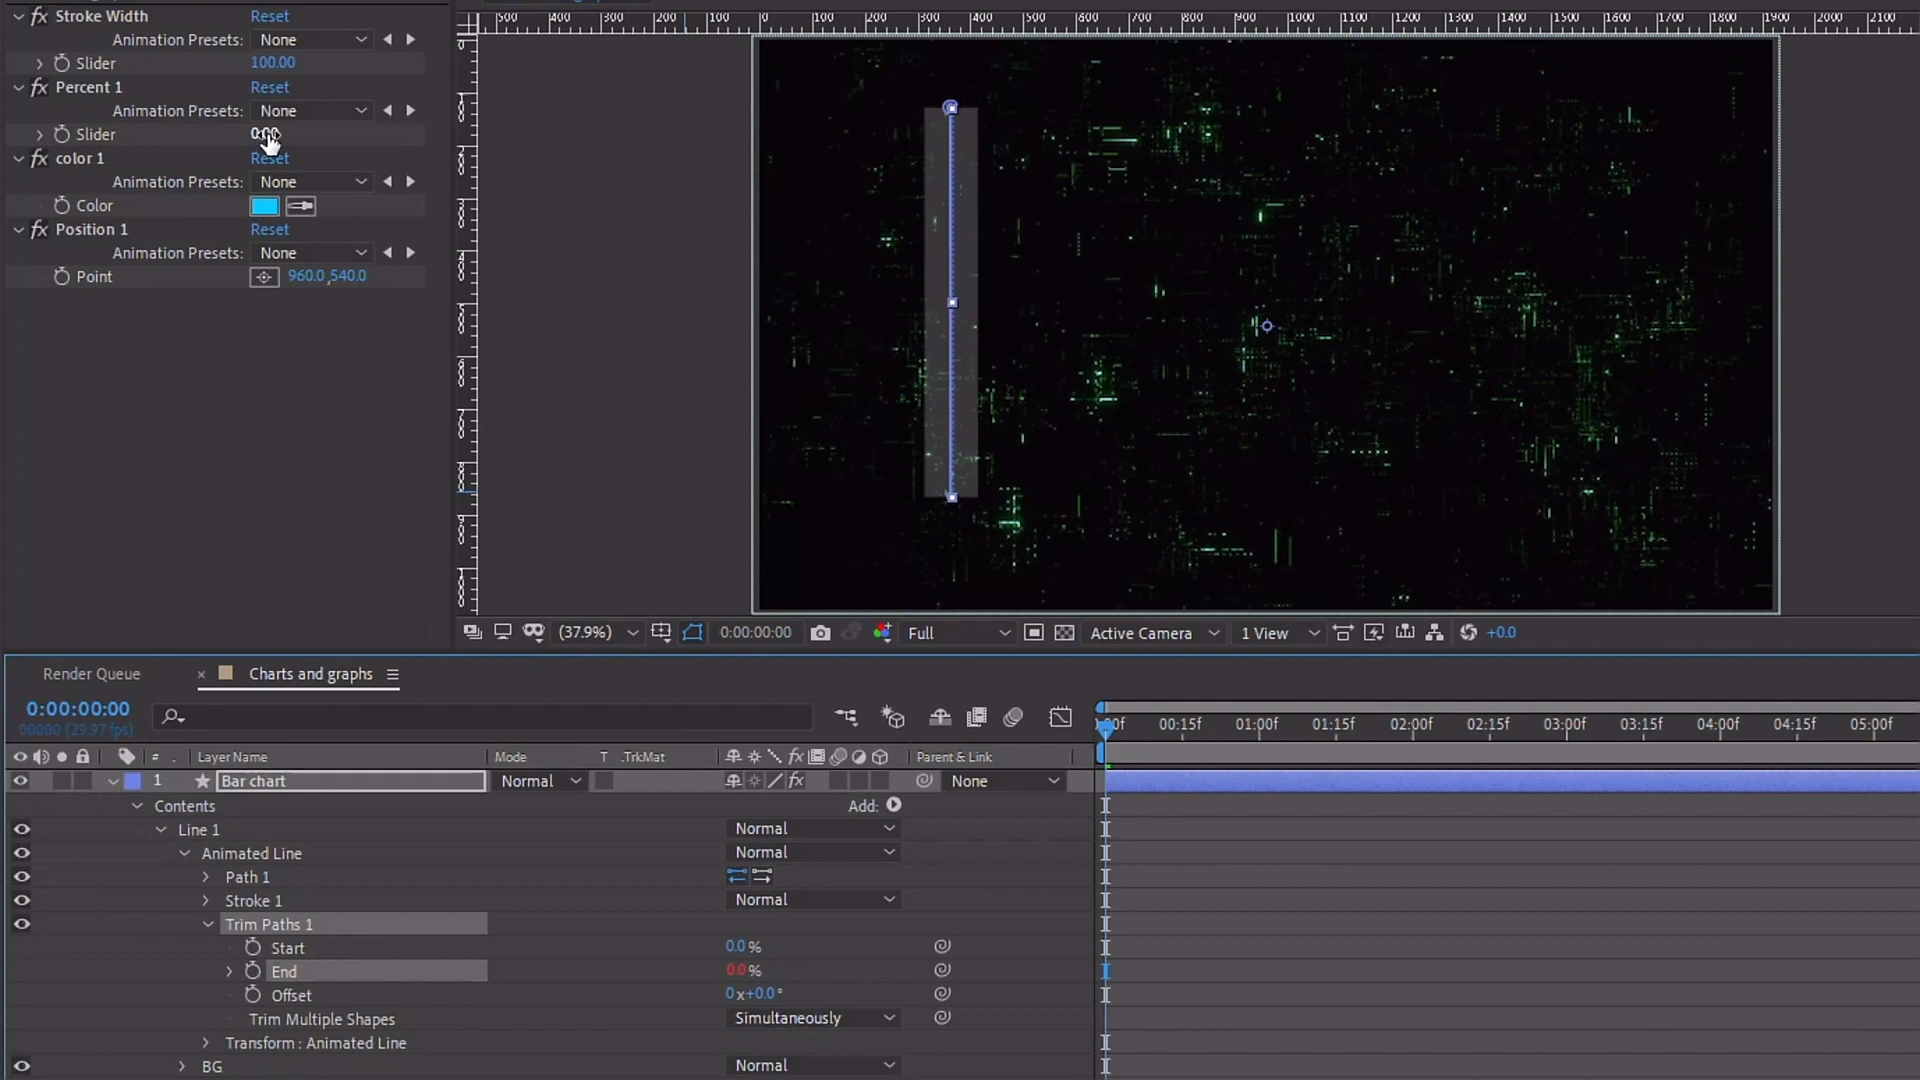 Stroke Width Reset
Animation Presets: None
Slider 100.00
Percent 1 Reset
Animation Presets: None
Slider 0.00
color 1 Reset
Animation Presets: None
Color
Position 1 Reset
Animation Presets: None
Point 960.0,540.0
500 400 300 200 100 0 100 200 300 400 500 600 700 800 900 1000 1100 1200 1300 1400 1500 1600 1700 1800 1900 2000 2100
(37.9%) 0:00:00:00 Full Active Camera 1 View +0.0
Render Queue × Charts and graphs
0:00:00:00
00000 (29.97 fps)
:00f 00:15f 01:00f 01:15f 02:00f 02:15f 03:00f 03:15f 04:00f 04:15f 05:00f
# . Layer Name Mode T .TrkMat fx Parent & Link
1 Bar chart Normal fx None
Contents Add:
Line 1 Normal
Animated Line Normal
Path 1
Stroke 1 Normal
Trim Paths 1
Start 0.0 %
End 0.0 %
Offset 0 x+0.0 °
Trim Multiple Shapes Simultaneously
Transform : Animated Line
BG Normal